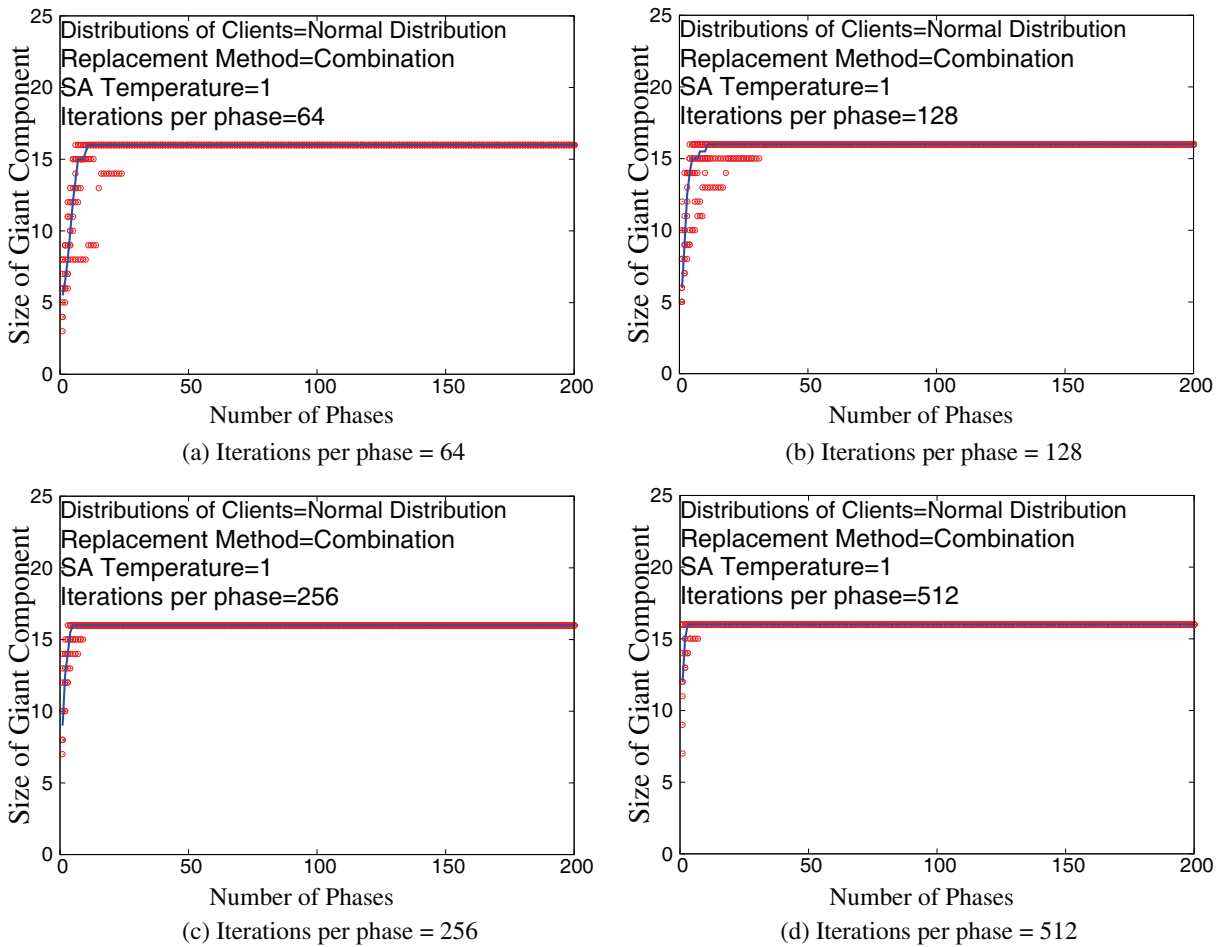 25
20
15
10
5
0
Size of Giant Component
Distributions of Clients=Normal Distribution
Replacement Method=Combination
SA Temperature=1
Iterations per phase=64
0 50 100 150 200
Number of Phases
(a) Iterations per phase = 64
25
20
15
10
5
0
Size of Giant Component
Distributions of Clients=Normal Distribution
Replacement Method=Combination
SA Temperature=1
Iterations per phase=128
0 50 100 150 200
Number of Phases
(b) Iterations per phase = 128
25
20
15
10
5
0
Size of Giant Component
Distributions of Clients=Normal Distribution
Replacement Method=Combination
SA Temperature=1
Iterations per phase=256
0 50 100 150 200
Number of Phases
(c) Iterations per phase = 256
25
20
15
10
5
0
Size of Giant Component
Distributions of Clients=Normal Distribution
Replacement Method=Combination
SA Temperature=1
Iterations per phase=512
0 50 100 150 200
Number of Phases
(d) Iterations per phase = 512